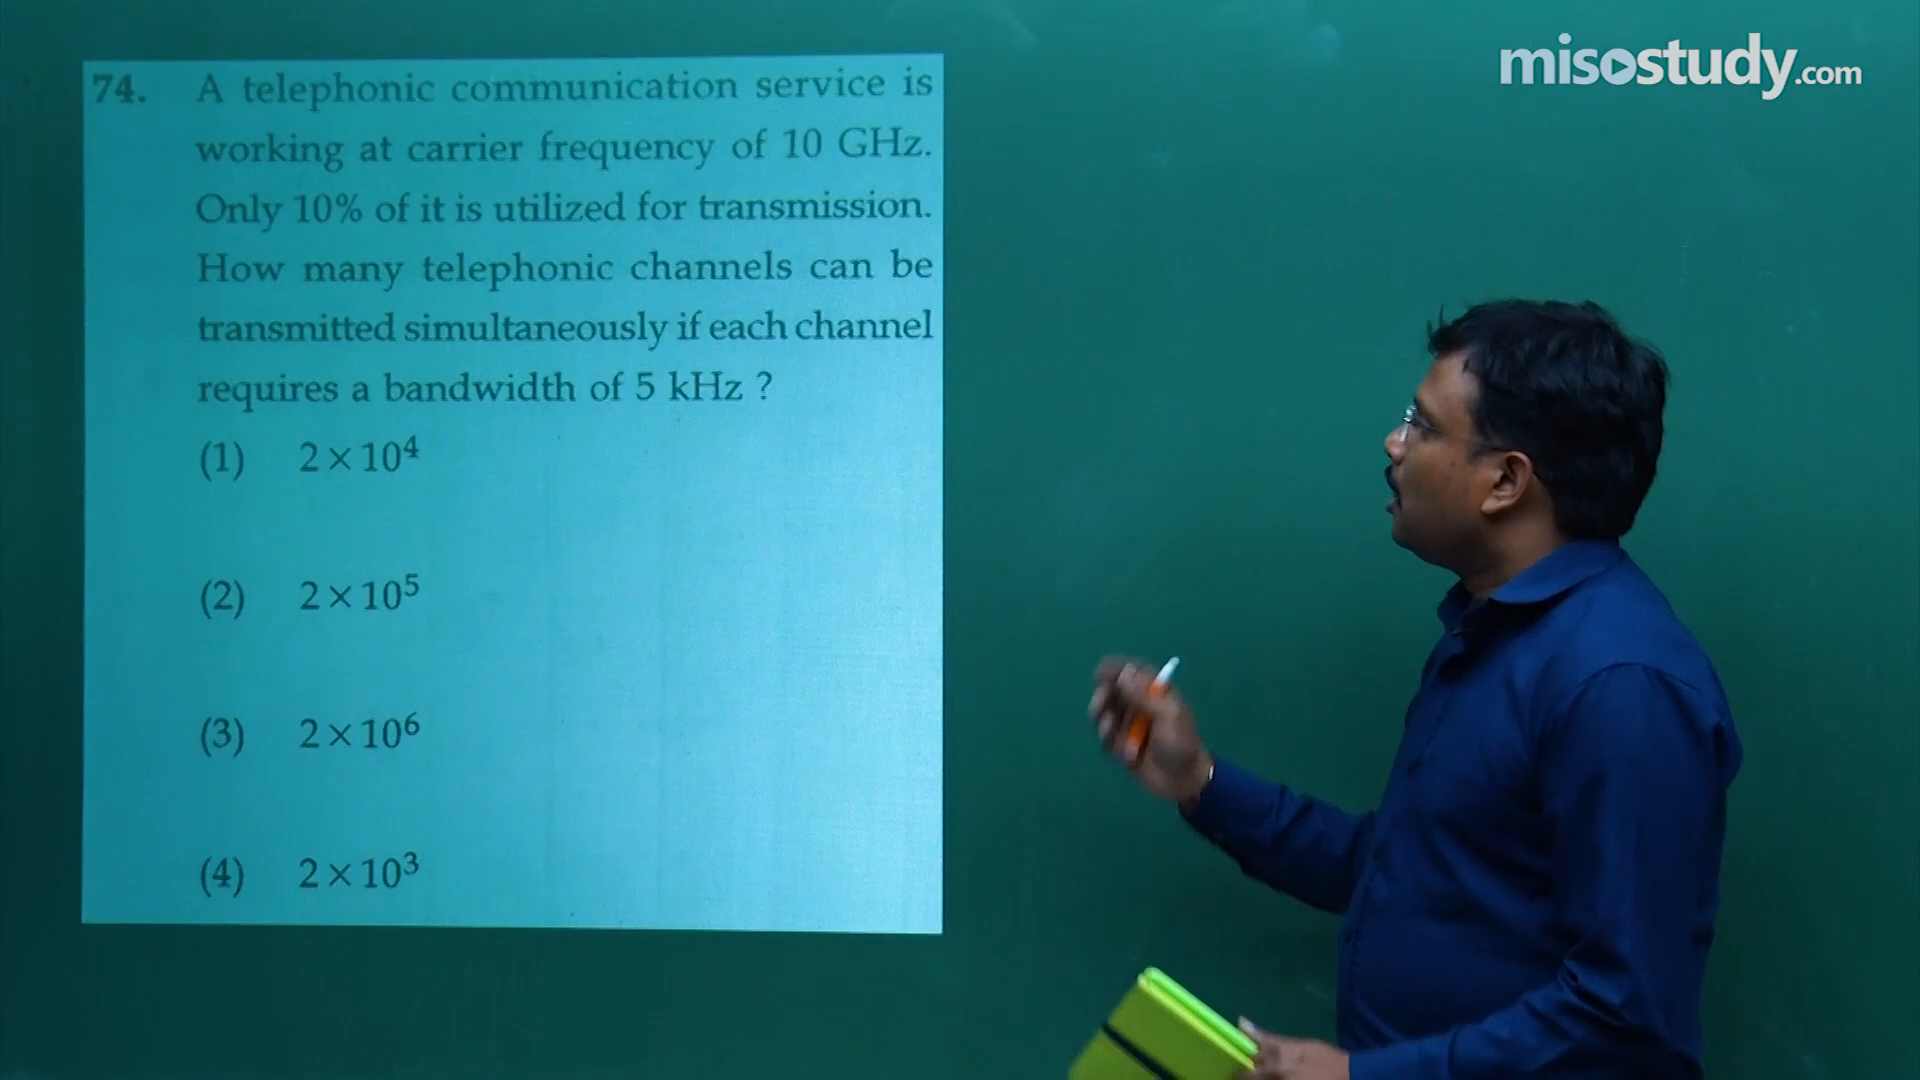 misostudy.com
74. A telephonic communication service is
working at carrier frequency of 10 GHz.
Only 10% of it is utilized for transmission.
How many telephonic channels can be
transmitted simultaneously if each channel
requires a bandwidth of 5 kHz ?
(1) 2×10⁴
(2) 2×10⁵
(3) 2×10⁶
(4) 2×10³